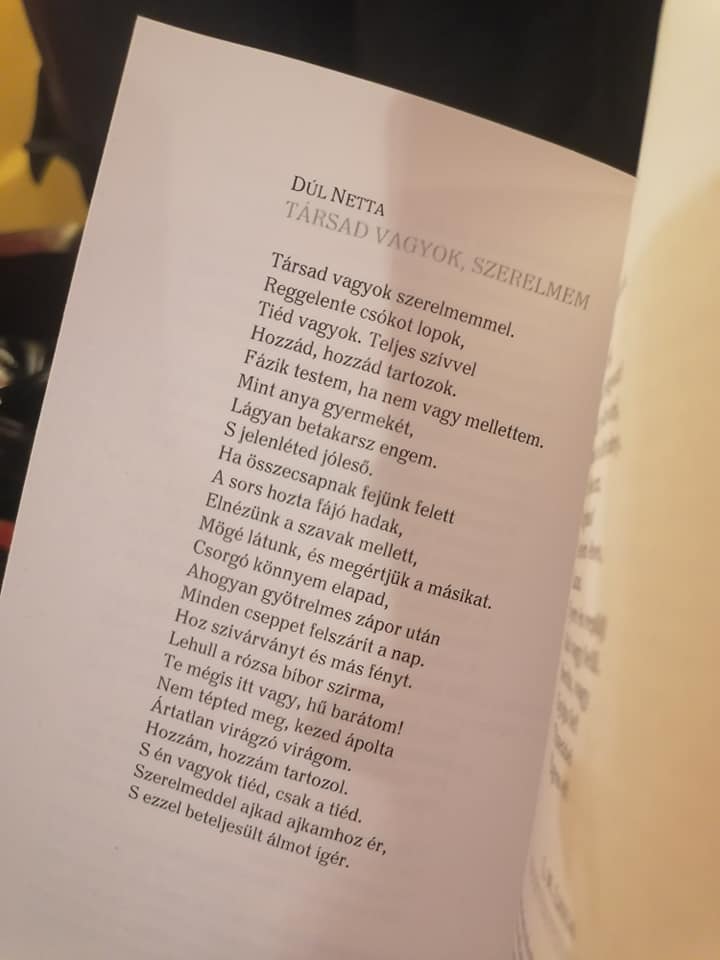 DÚL NETTA
TÁRSAD VAGYOK, SZERELMEM
Társad vagyok szerelmemmel.
Reggelente csókot lopok,
Tiéd vagyok. Teljes szívvel
Hozzád, hozzád tartozok.
Fázik testem, ha nem vagy mellettem.
Mint anya gyermekét,
Lágyan betakarsz engem.
S jelenléted jóleső.
Ha összecsapnak fejünk felett
A sors hozta fájó hadak,
Elnézünk a szavak mellett,
Mögé látunk, és megértjük a másikat.
Csorgó könnyem elapad,
Ahogyan gyötrelmes zápor után
Minden cseppet felszárít a nap.
Hoz szivárványt és más fényt.
Lehull a rózsa bíbor szirma,
Te mégis itt vagy, hű barátom!
Nem tépted meg, kezed ápolta
Ártatlan virágzó virágom.
Hozzám, hozzám tartozol.
S én vagyok tiéd, csak a tiéd.
Szerelmeddel ajkad ajkamhoz ér,
S ezzel beteljesült álmot ígér.